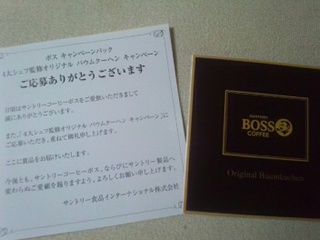 ボス キャンペーンパック
4大シェフ監修オリジナル バウムクーヘン キャンペーン
ご応募ありがとうございます
日頃はサントリーコーヒーボスをご愛飲いただきまして
誠にありがとうございます。
また、「4大シェフ監修オリジナル バウムクーヘン キャンペーン」に
ご応募いただき、重ねて御礼申し上げます。
ここに賞品をお届けいたします。
今後とも、サントリーコーヒーボス、ならびにサントリー製品へ
変わらぬご愛顧を賜りますよう、よろしくお願い申し上げます。
サントリー食品インターナショナル株式会社
SUNTORY
BOSS
COFFEE
Original Baumkuchen